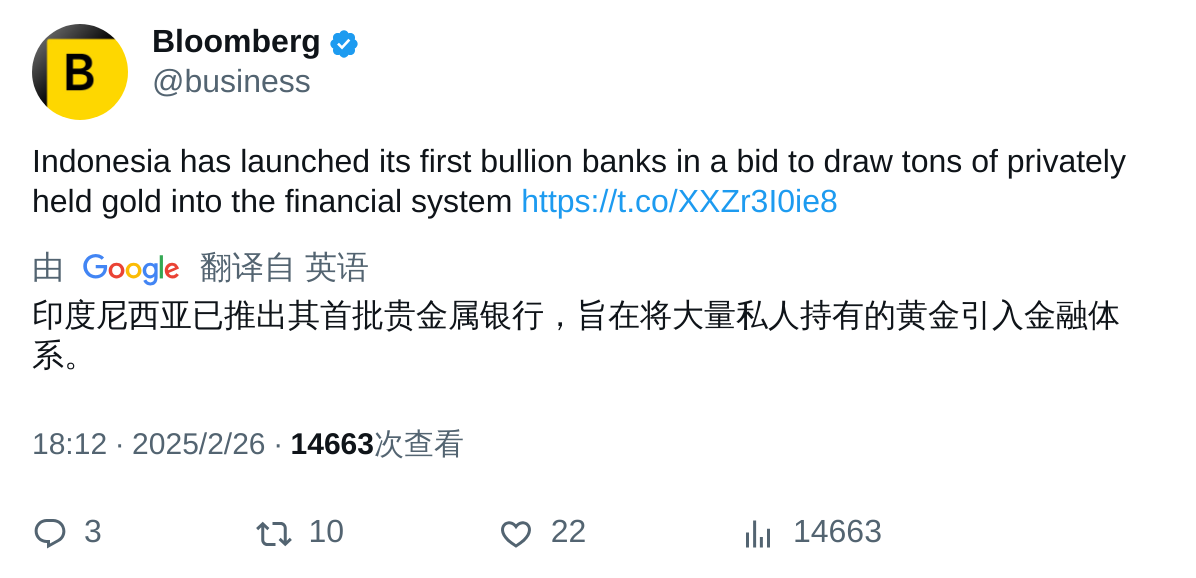 B
Bloomberg
@business
Indonesia has launched its first bullion banks in a bid to draw tons of privately
held gold into the financial system https://t.co/XXZr3I0ie8
由 Google 翻译自 英语
印度尼西亚已推出其首批贵金属银行，旨在将大量私人持有的黄金引入金融体
系。
18:12 · 2025/2/26 · 14663次查看
3 10 22 14663